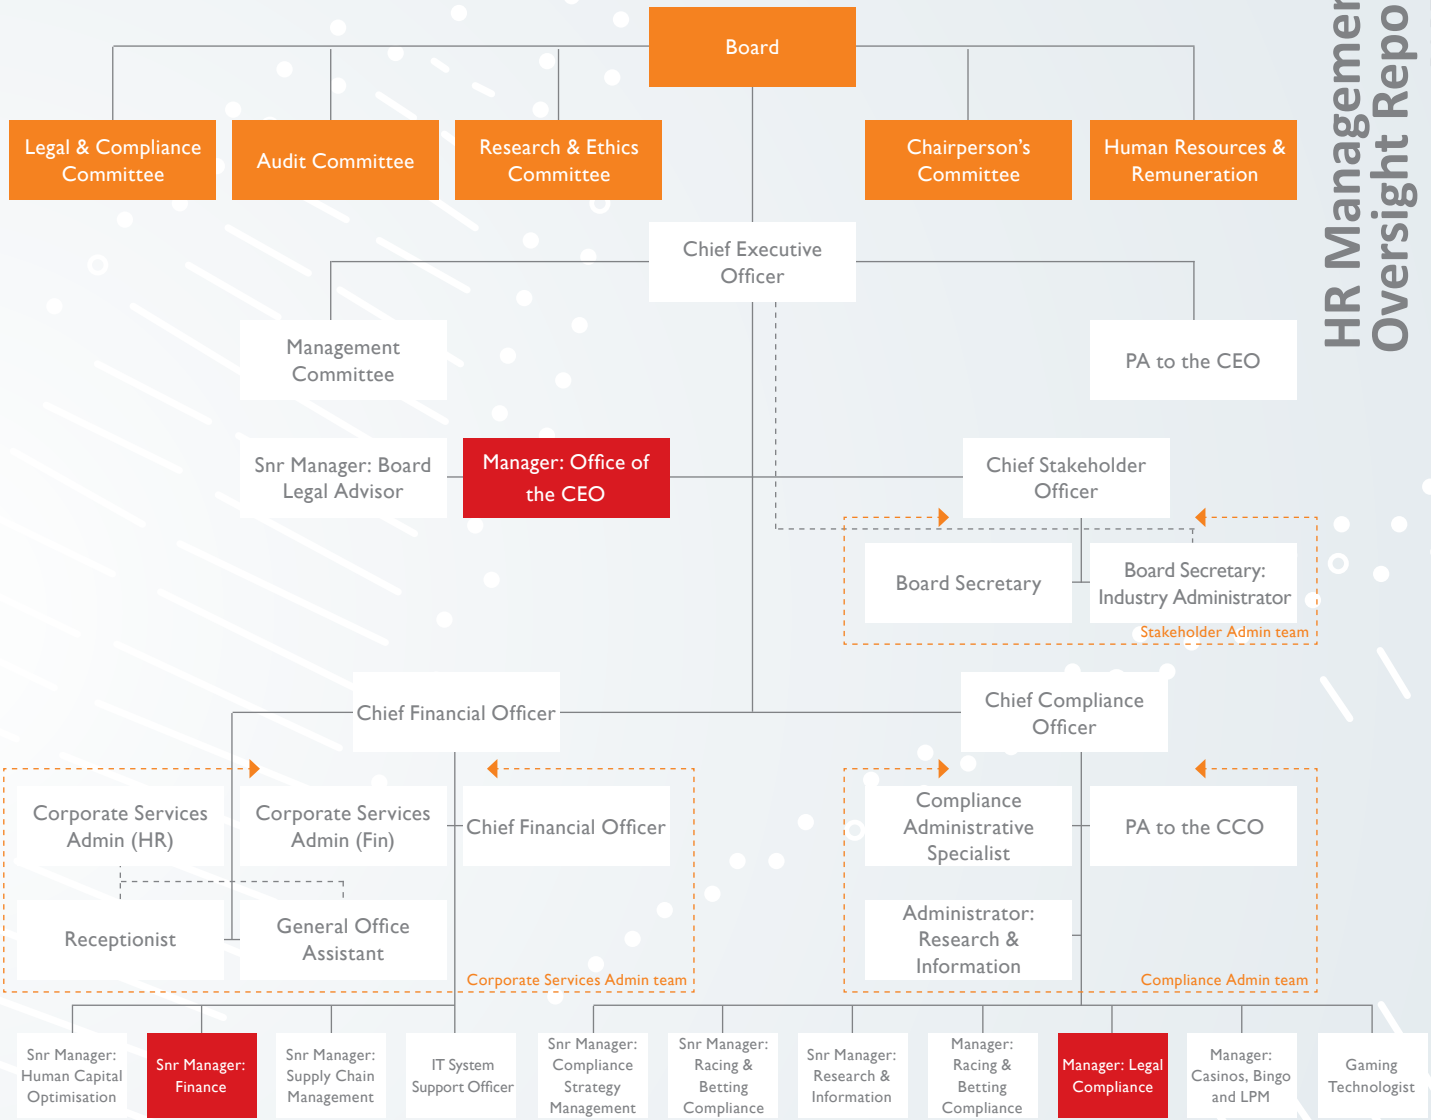 Board
Legal & Compliance
Committee
Audit Committee
Research & Ethics
Committee
Chairperson's
Committee
Human Resources &
Remuneration
HR Managemen
Oversight Repo
Chief Executive
Officer
Management
Committee
PA to the CEO
Snr Manager: Board
Legal Advisor
Manager: Office of
the CEO
Chief Stakeholder
Officer
Board Secretary
Board Secretary:
Industry Administrator
Stakeholder Admin team
Chief Financial Officer
Chief Compliance
Officer
Corporate Services
Admin (HR)
Corporate Services
Admin (Fin)
Chief Financial Officer
Compliance
Administrative
Specialist
PA to the CCO
Receptionist
General Office
Assistant
Administrator:
Research &
Information
Corporate Services Admin team
Compliance Admin team
Snr Manager:
Human Capital
Optimisation
Snr Manager:
Finance
Snr Manager:
Supply Chain
Management
IT System
Support Officer
Snr Manager:
Compliance
Strategy
Management
Snr Manager:
Racing &
Betting
Compliance
Snr Manager:
Research &
Information
Manager:
Racing &
Betting
Compliance
Manager: Legal
Compliance
Manager:
Casinos, Bingo
and LPM
Gaming
Technologist